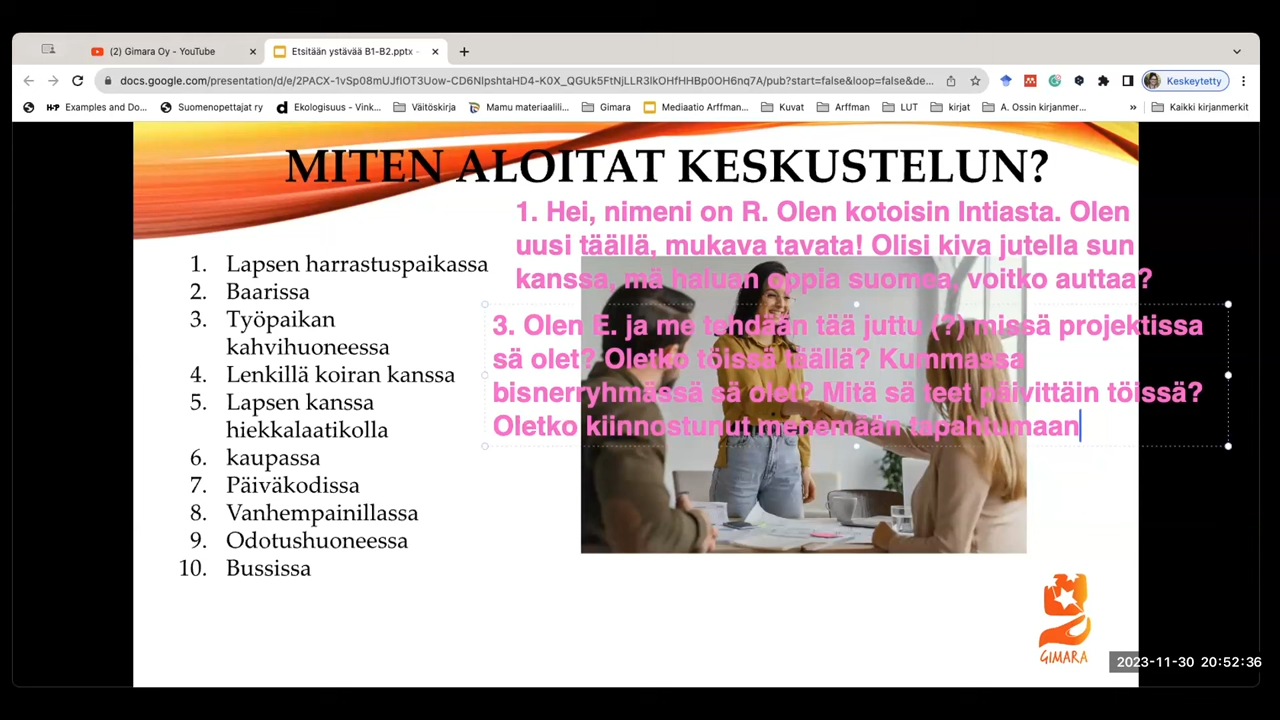 (2) Gimara Oy - YouTube
Etsitään ystävää B1-B2.pptx -
docs.google.com/presentation/d/e/2PACX-1vSp08mUJflOT3Uow-CD6NlpshtaHD4-K0X_QGUk5FtNjLLR3lkOHfHHBp0OH6nq7A/pub?start=false&loop=false&de...
Keskeytetty
Examples and Do...
Suomenopettajat ry
Ekologisuus - Vink...
Väitöskirja
Mamu materiaalil...
Gimara
Mediaatio Arffman...
Kuvat
Arffman
LUT
kirjat
A. Ossin kirjanmer...
Kaikki kirjanmerkit
MITEN ALOITAT KESKUSTELUN?
1. Hei, nimeni on R. Olen kotoisin Intiasta. Olen
uusi täällä, mukava tavata! Olisi kiva jutella sun
kanssa, mä haluan oppia suomea, voitko auttaa?
3. Olen E. ja me tehdään tää juttu (?) missä projektissa
sä olet? Oletko töissä täällä? Kummassa
bisnerryhmässä sä olet? Mitä sä teet päivittäin töissä?
Oletko kiinnostunut menemään tapahtumaan
1. Lapsen harrastuspaikassa
2. Baarissa
3. Työpaikan
kahvihuoneessa
4. Lenkillä koiran kanssa
5. Lapsen kanssa
hiekkalaatikolla
6. kaupassa
7. Päiväkodissa
8. Vanhempainillassa
9. Odotushuoneessa
10. Bussissa
GIMARA
2023-11-30 20:52:36